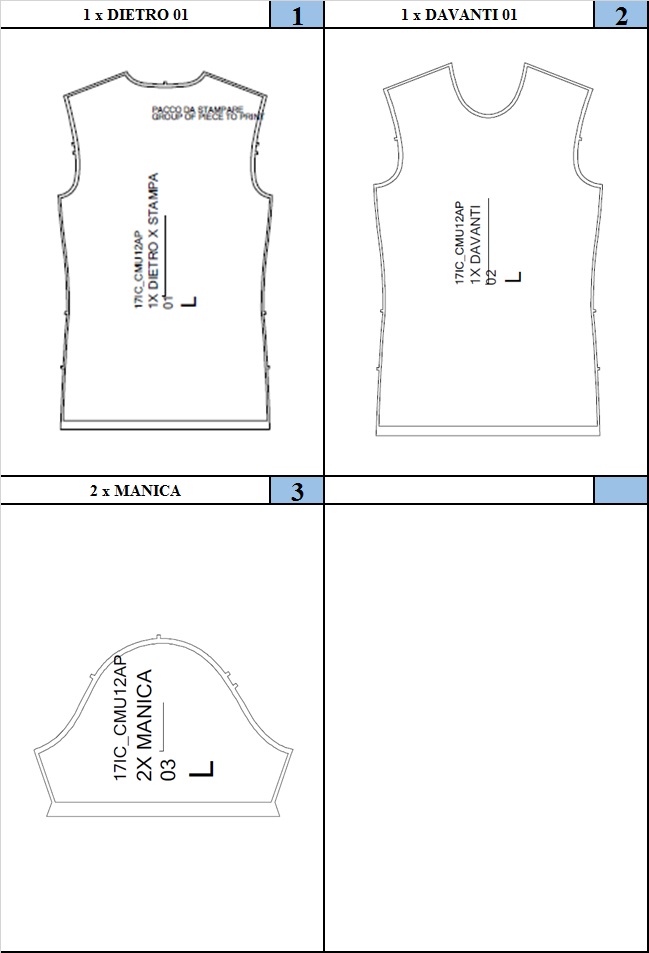 1 x DIETRO 01
1
1 x DAVANTI 01
2
PACCO DA STAMPARE
GROUP OF PIECE TO PRINT
17IC_CMU12AP
1X DIETRO X STAMPA
01
L
17IC_CMU12AP
1X DAVANTI
02
L
2 x MANICA
3
17IC_CMU12AP
2X MANICA
03
L